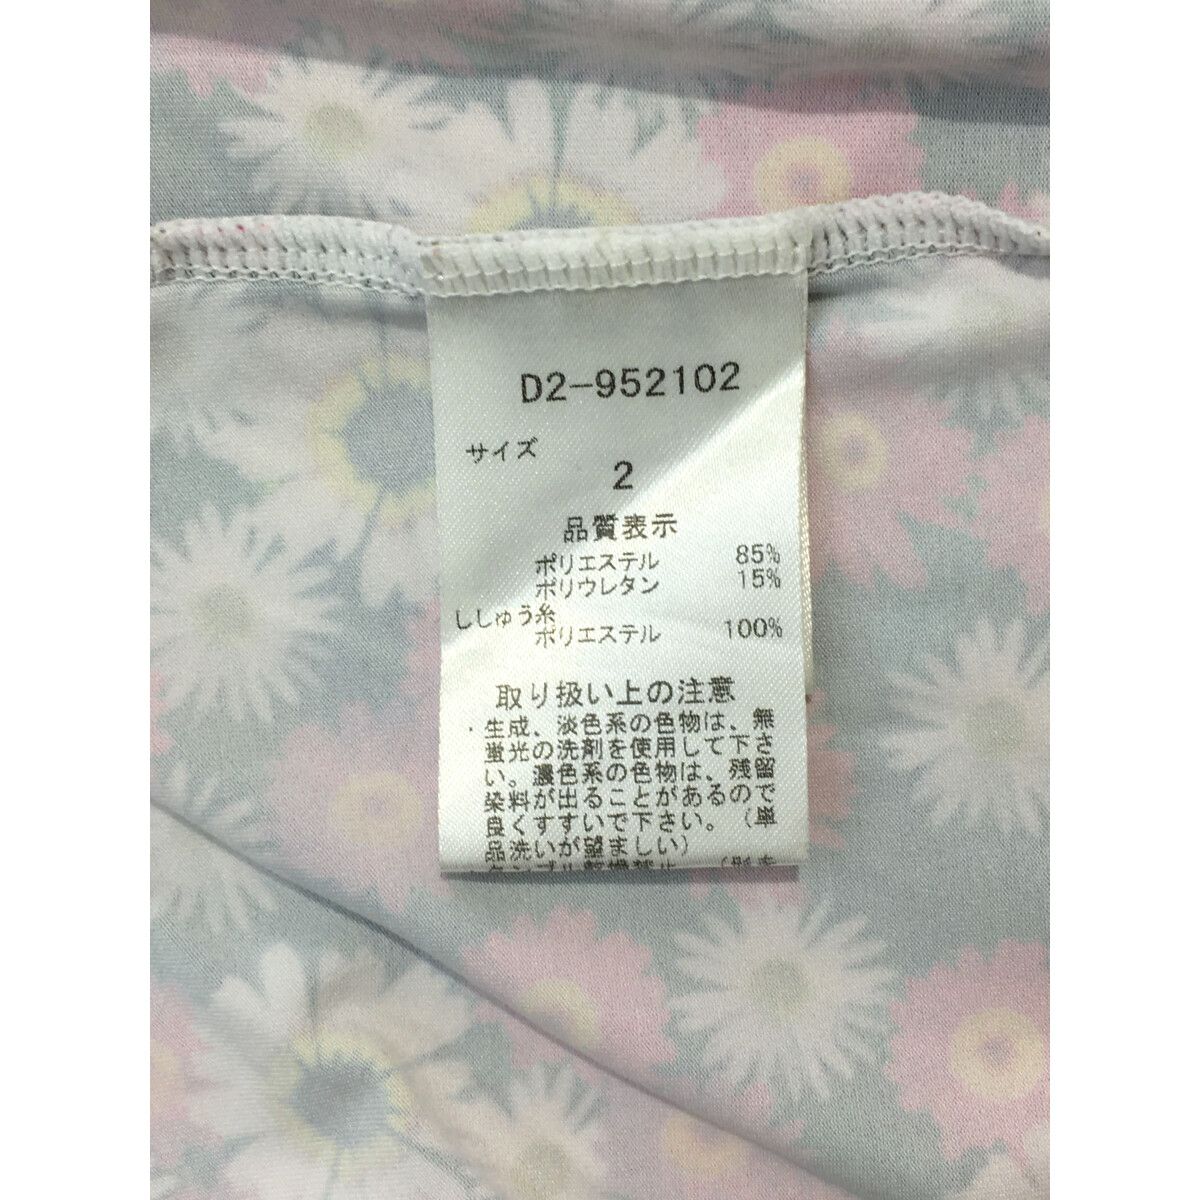 D2-952102
サイズ
2
品質表示
ポリエステル 85%
ポリウレタン 15%
ししゅう糸
ポリエステル 100%
取り扱い上の注意
・生成、淡色系の色物は、無
蛍光の洗剤を使用して下さ
い。濃色系の色物は、残留
染料が出ることがあるので
良くすすいで下さい。（単
品洗いが望ましい）